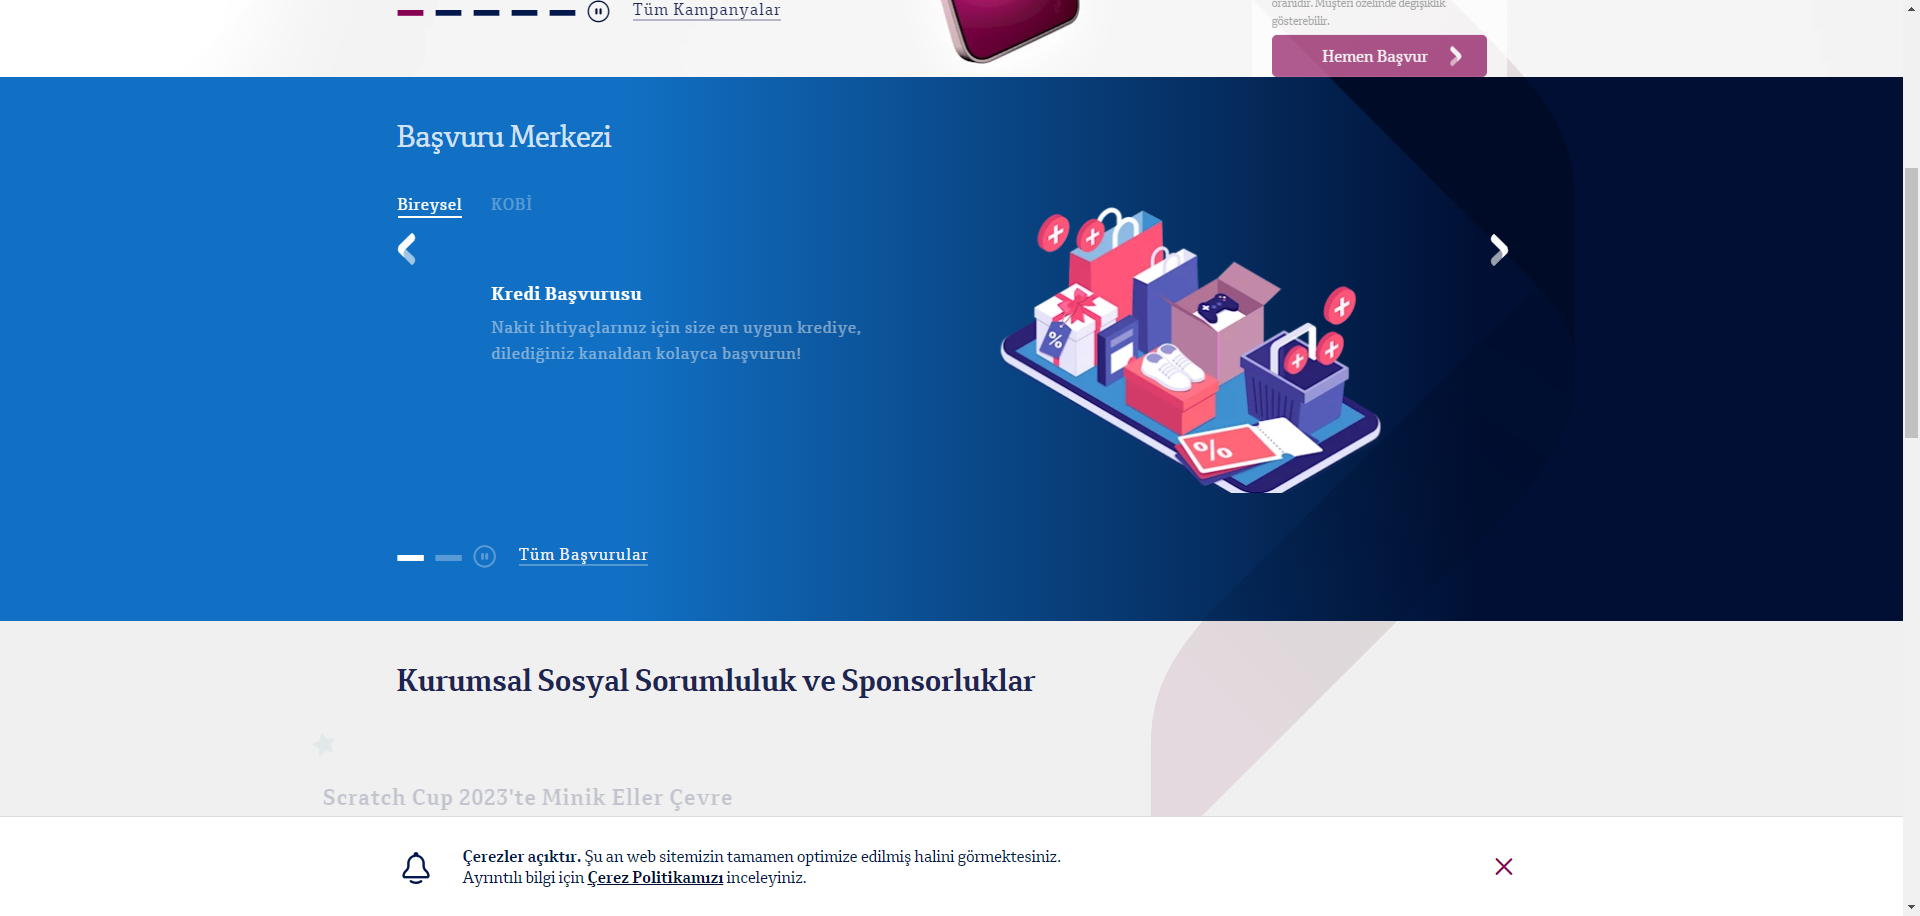 Tüm Kampanyalar
oranıdır. Müşteri özelinde değişiklik
gösterebilir.
Hemen Başvur
Başvuru Merkezi
Bireysel
KOBİ
Kredi Başvurusu
Nakit ihtiyaçlarınız için size en uygun krediye,
dilediğiniz kanaldan kolayca başvurun!
%
%
Tüm Başvurular
Kurumsal Sosyal Sorumluluk ve Sponsorluklar
Scratch Cup 2023'te Minik Eller Çevre
Çerezler açıktır. Şu an web sitemizin tamamen optimize edilmiş halini görmektesiniz.
Ayrıntılı bilgi için Çerez Politikamızı inceleyiniz.